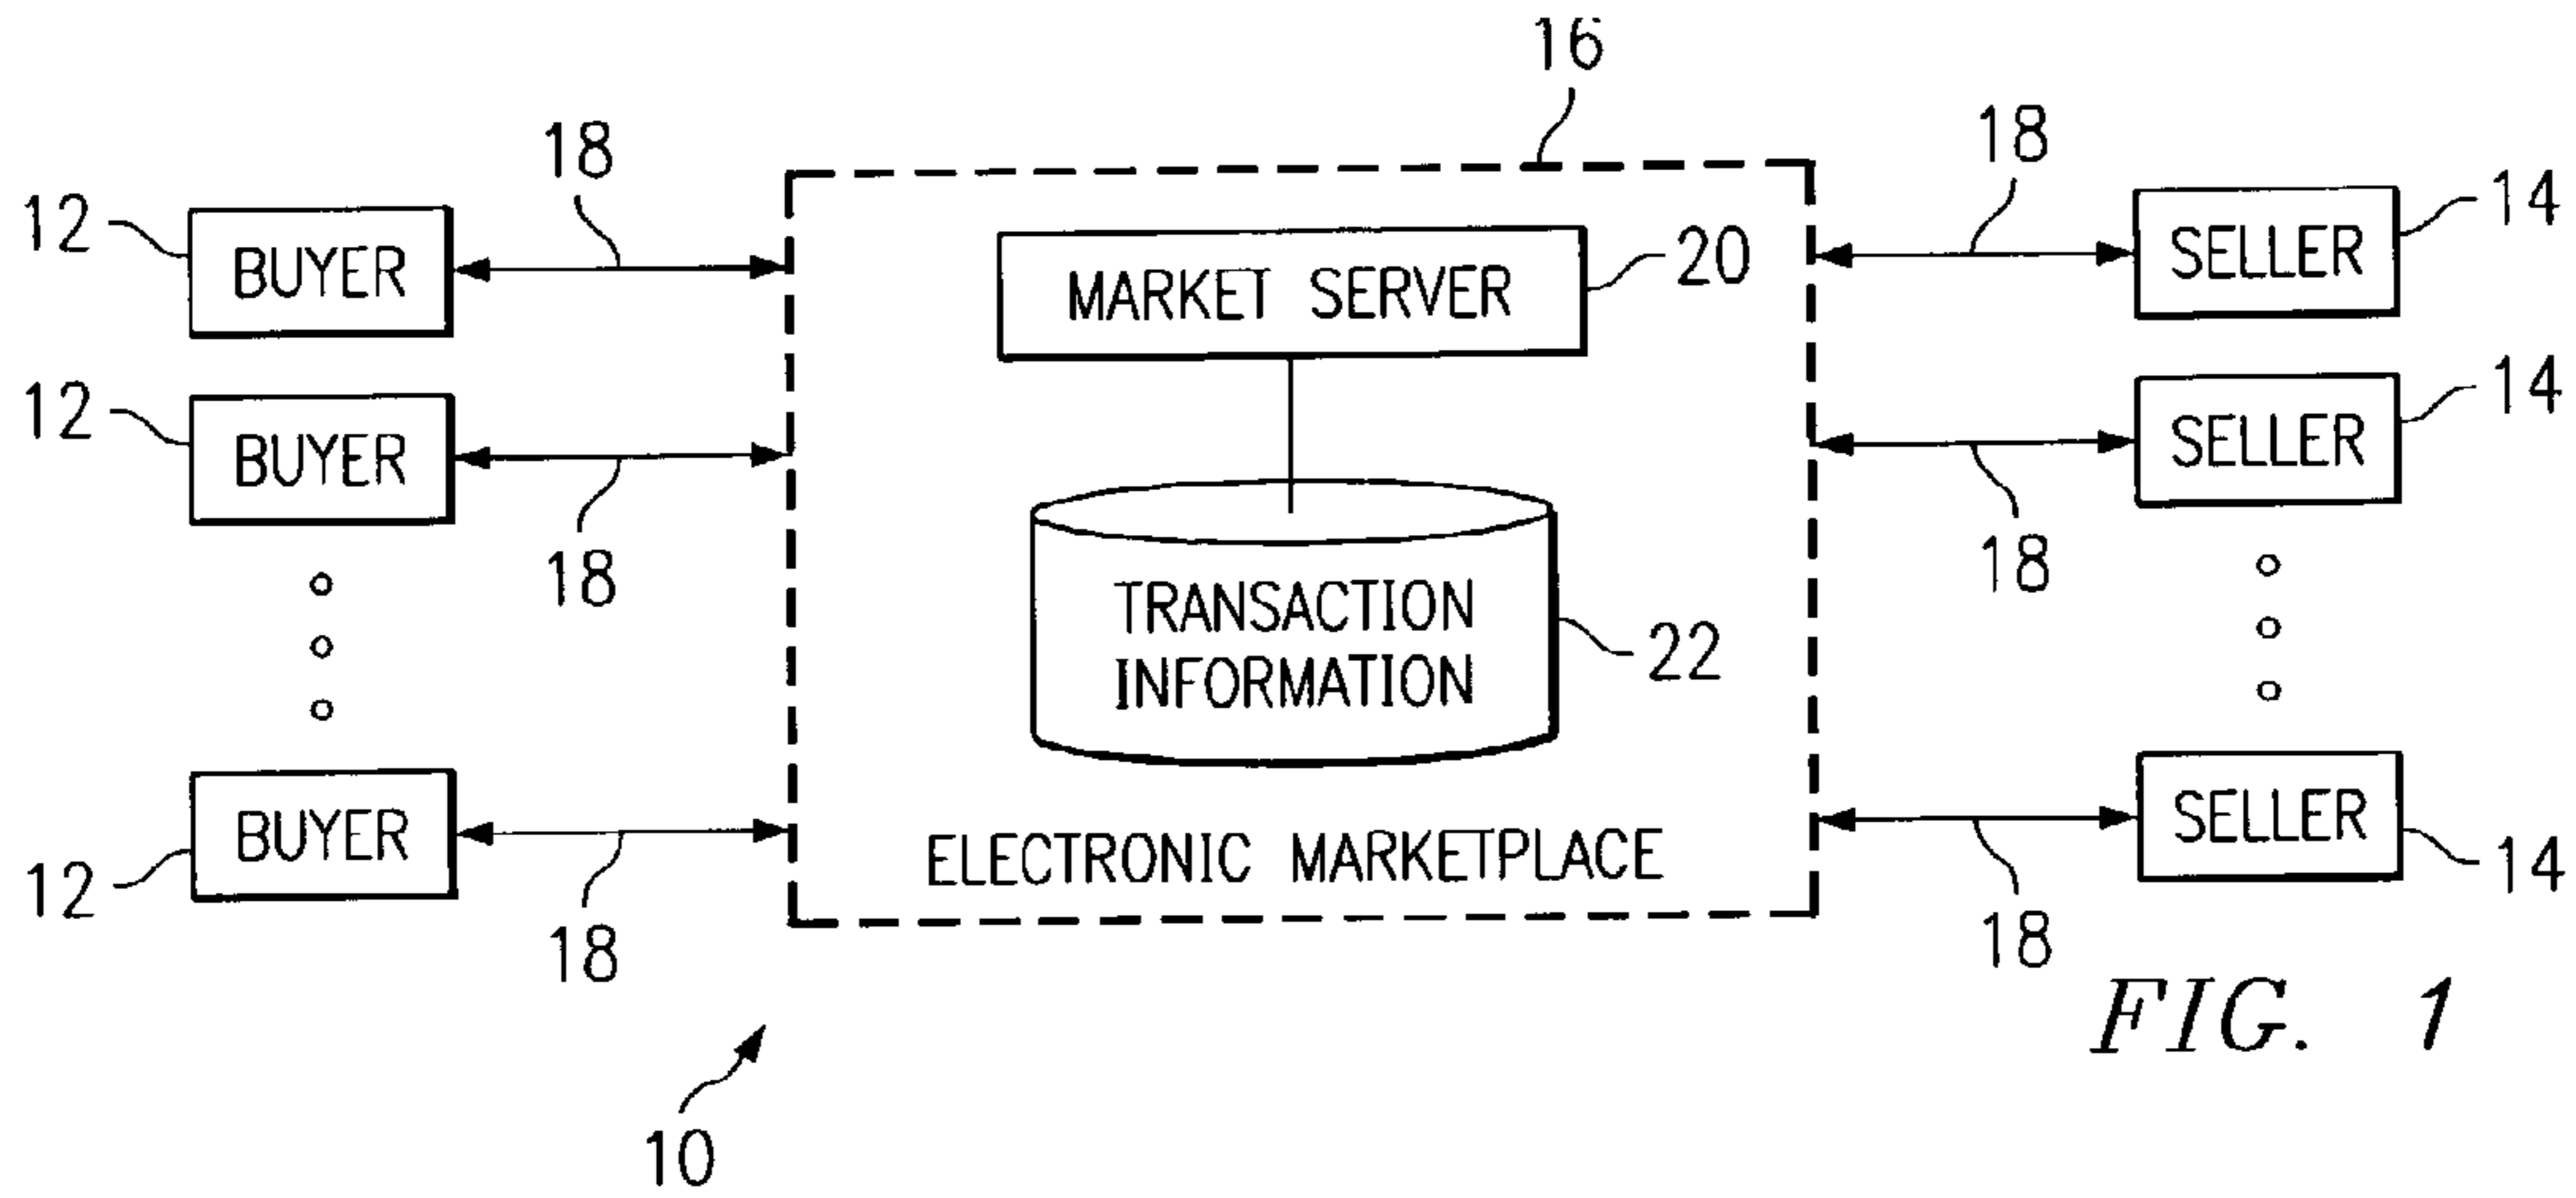 16
18
18
12
BUYER
MARKET SERVER
20
SELLER
14
12
BUYER
SELLER
14
18
18
TRANSACTION
INFORMATION
22
BUYER
12
ELECTRONIC MARKETPLACE
SELLER
14
18
18
FIG. 1
10